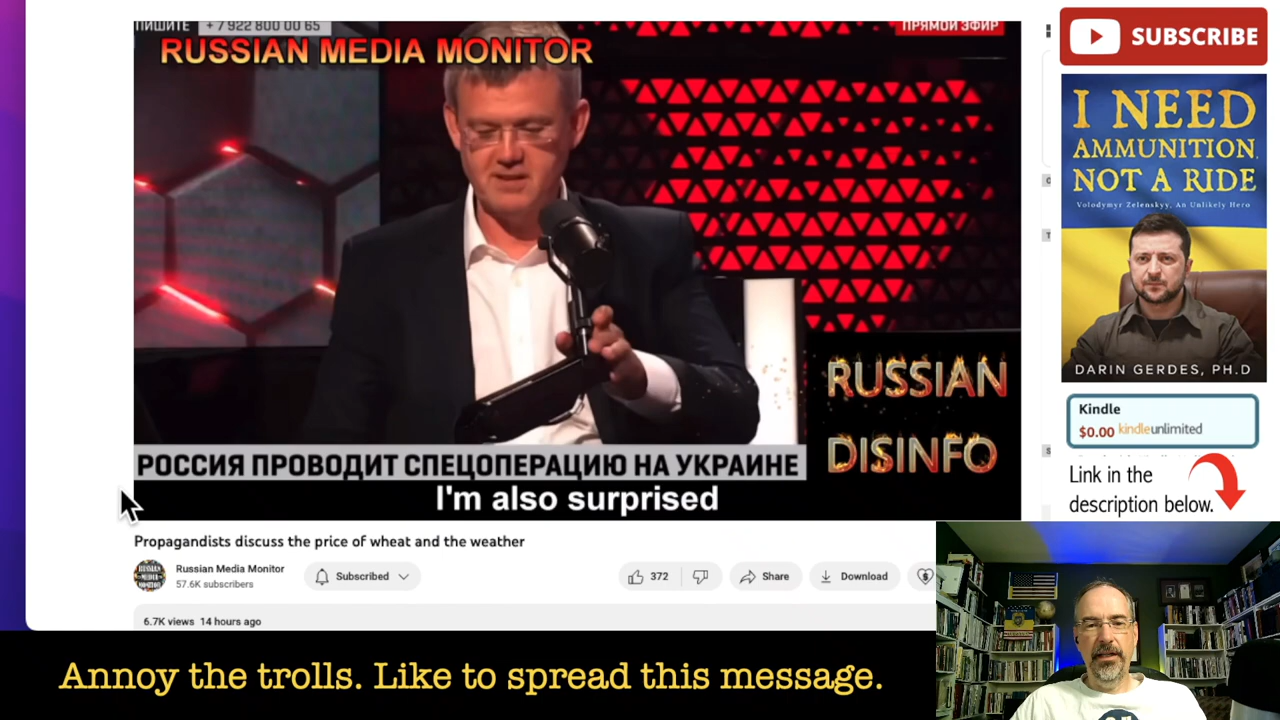 ПИШИТЕ +7 922 800 00 65
ПРЯМОЙ ЭФИР
RUSSIAN MEDIA MONITOR
RUSSIAN
DISINFO
РОССИЯ ПРОВОДИТ СПЕЦОПЕРАЦИЮ НА УКРАИНЕ
I'm also surprised
Propagandists discuss the price of wheat and the weather
Russian Media Monitor
57.6K subscribers
Subscribed
372
Share
Download
6.7K views 14 hours ago
SUBSCRIBE
I NEED
AMMUNITION,
NOT A RIDE
Volodymyr Zelenskyy, An Unlikely Hero
DARIN GERDES, PH.D
Kindle
$0.00 kindleunlimited
Link in the
description below.
Annoy the trolls. Like to spread this message.